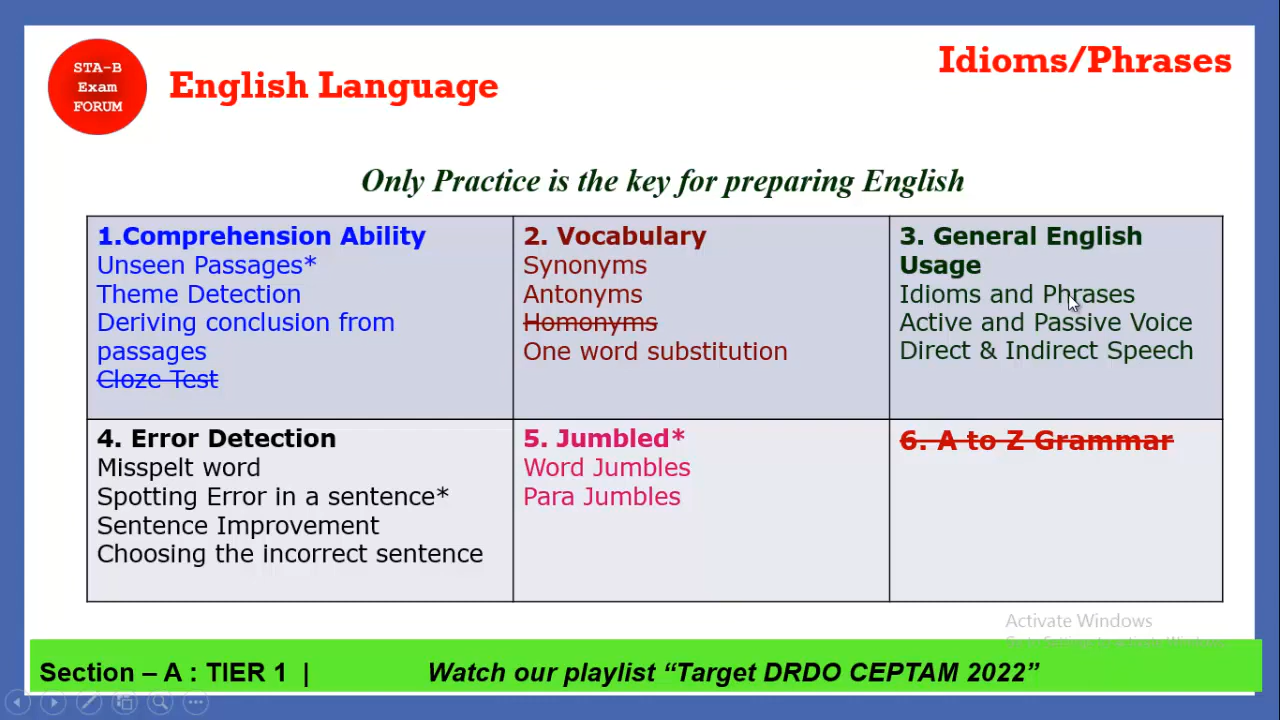 STA-B
Exam
FORUM
English Language
Idioms/Phrases
Only Practice is the key for preparing English
1.Comprehension Ability
Unseen Passages*
Theme Detection
Deriving conclusion from
passages
Cloze Test
2. Vocabulary
Synonyms
Antonyms
Homonyms
One word substitution
3. General English
Usage
Idioms and Phrases
Active and Passive Voice
Direct & Indirect Speech
4. Error Detection
Misspelt word
Spotting Error in a sentence*
Sentence Improvement
Choosing the incorrect sentence
5. Jumbled*
Word Jumbles
Para Jumbles
6. A to Z Grammar
Activate Windows
Section – A : TIER 1 | Watch our playlist “Target DRDO CEPTAM 2022”